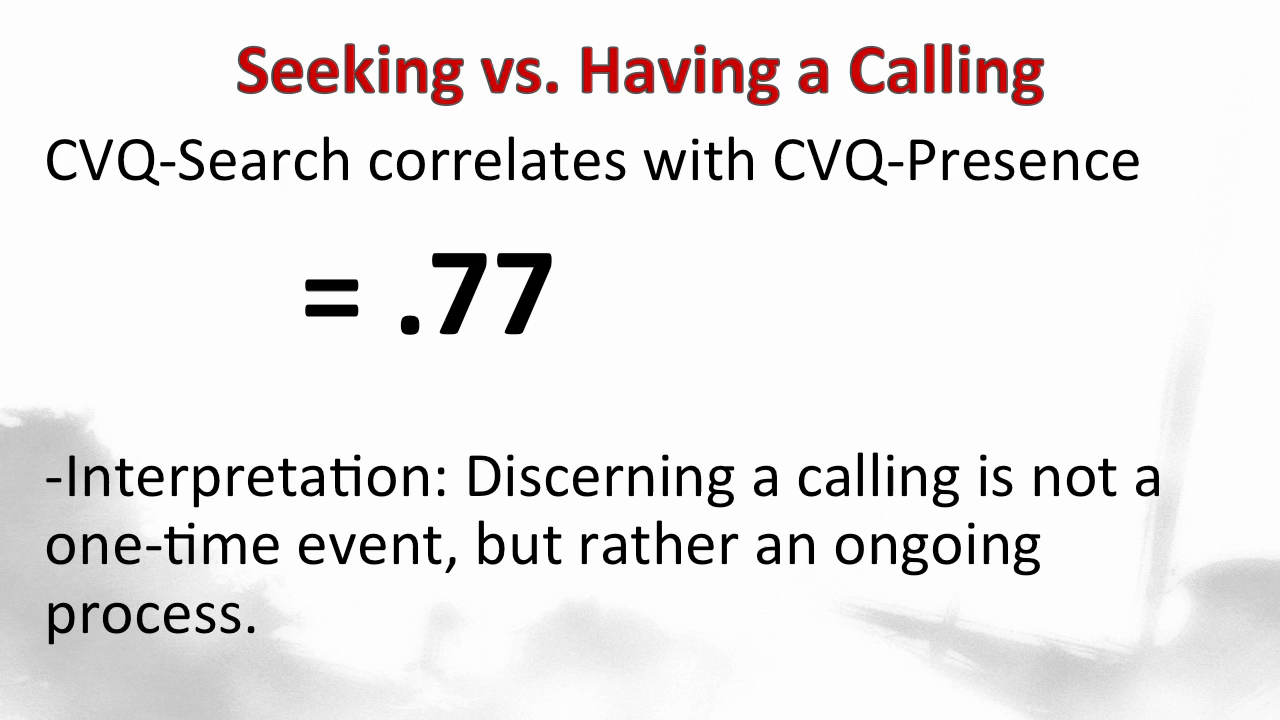 Seeking vs. Having a Calling
CVQ-Search correlates with CVQ-Presence
= .77
-Interpretation: Discerning a calling is not a
one-time event, but rather an ongoing
process.